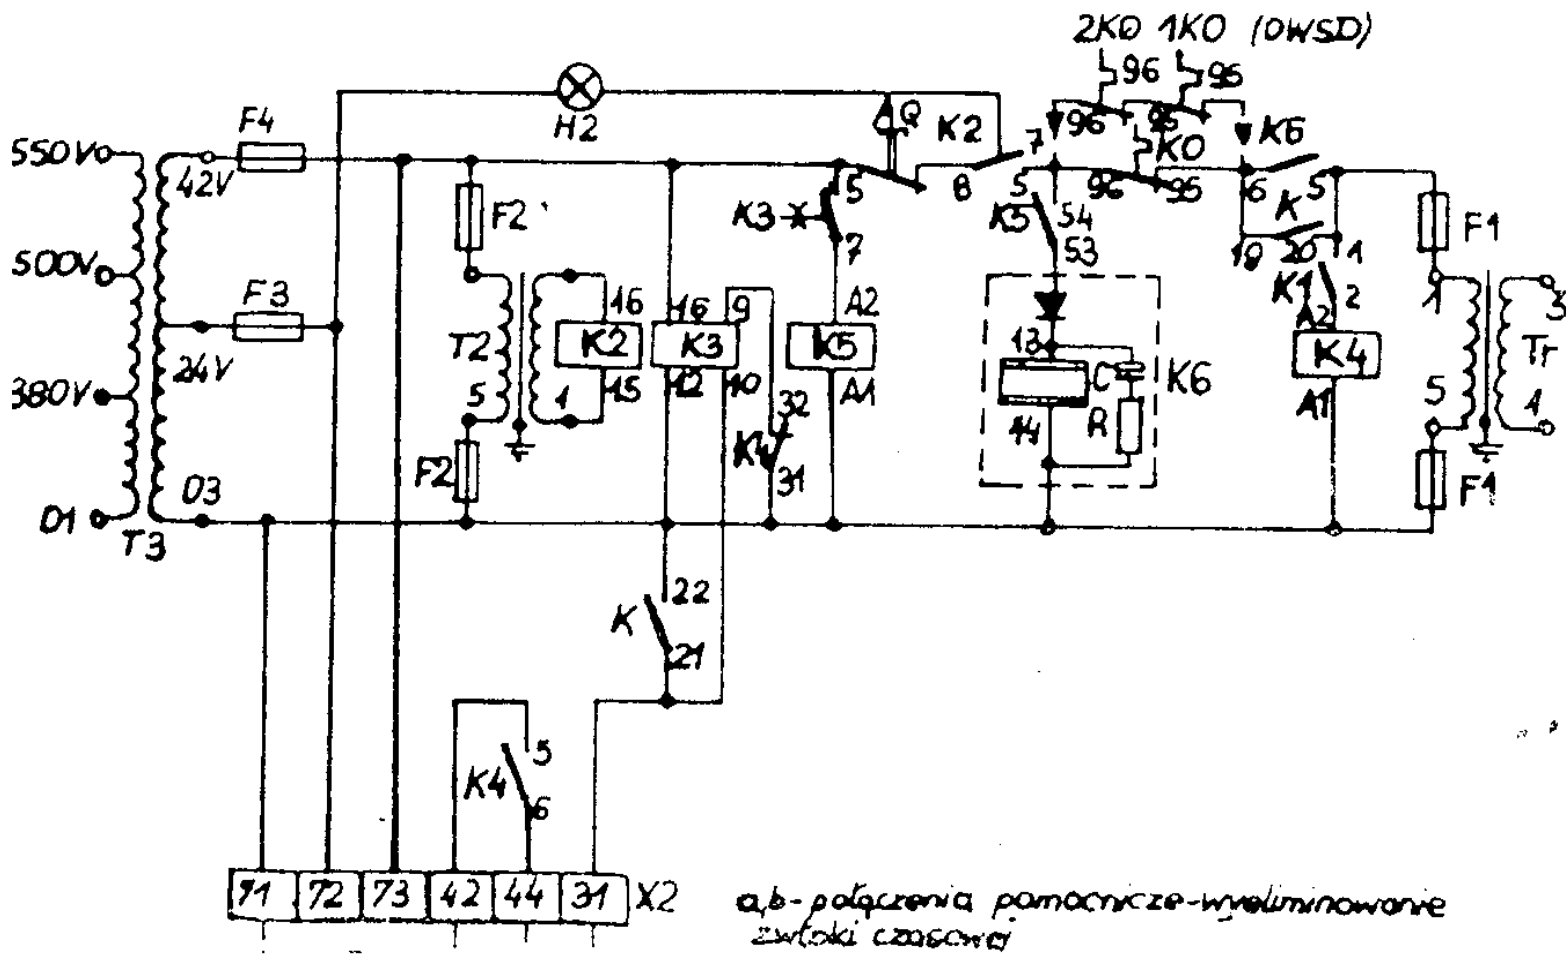 2KO 1KO (OWSD)
96 95
F4 H2 Q K2 7 96 95 K6
550V 42V 5 8 5 KO 96 95 6 5
F2 K3 7 K5 54 53 K 19 20 1 F1
500V F3 16 16 9 A2 K1 2 1 3
24V T2 K2 K3 K5 13 A2 K4 Tr
380V 5 1 15 12 10 A1 C K6 A1 5 1
F2 K4 32 31 14 R F1
01 03 T3
K 22
21
K4 5
6
71 72 73 42 44 31 X2
a,b-połączenia pomocnicze-wyeliminowanie
zwłoki czasowej